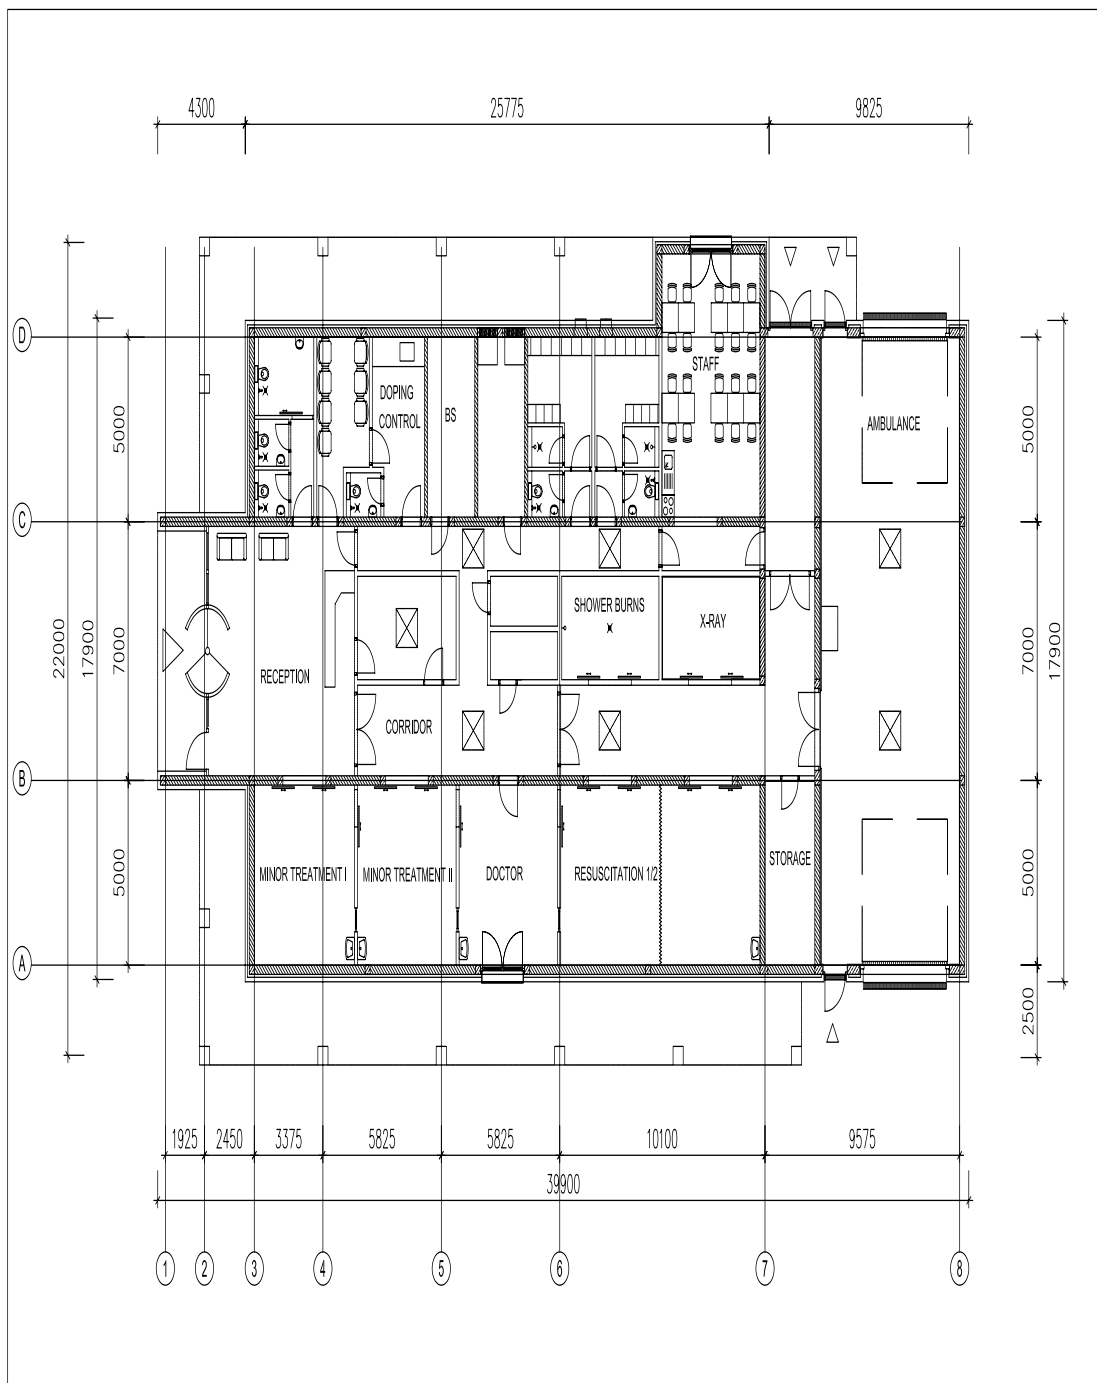 4300
25775
9825
D
STAFF
DOPING
CONTROL
BS
AMBULANCE
5000
5000
C
SHOWER BURNS
X-RAY
RECEPTION
22000
17900
7000
7000
17900
CORRIDOR
B
MINOR TREATMENT I
MINOR TREATMENT II
DOCTOR
RESUSCITATION 1/2
STORAGE
5000
5000
A
2500
1925
2450
3375
5825
5825
10100
9575
39900
1
2
3
4
5
6
7
8